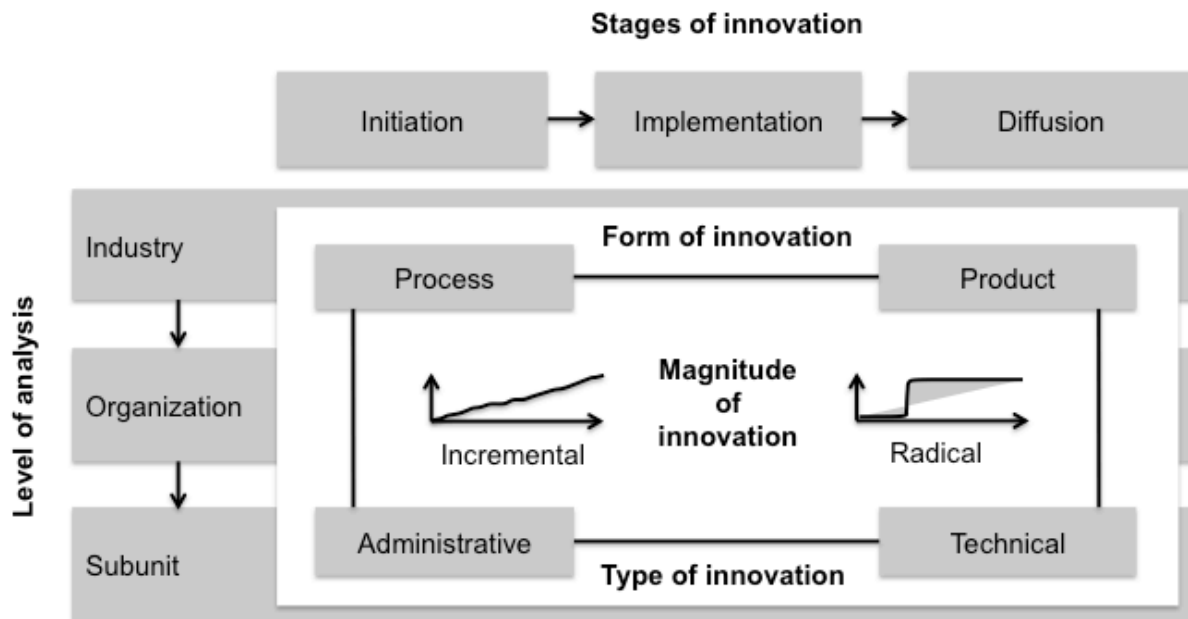 Stages of innovation
Initiation
Implementation
Diffusion
Level of analysis
Industry
Organization
Subunit
Form of innovation
Process
Product
Magnitude
of
innovation
Incremental
Radical
Administrative
Technical
Type of innovation